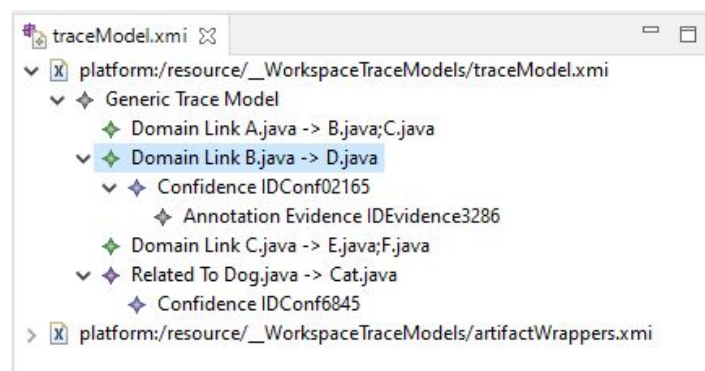 traceModel.xmi
platform:/resource/__WorkspaceTraceModels/traceModel.xmi
Generic Trace Model
Domain Link A.java -> B.java;C.java
Domain Link B.java -> D.java
Confidence IDConf02165
Annotation Evidence IDEvidence3286
Domain Link C.java -> E.java;F.java
Related To Dog.java -> Cat.java
Confidence IDConf6845
platform:/resource/__WorkspaceTraceModels/artifactWrappers.xmi